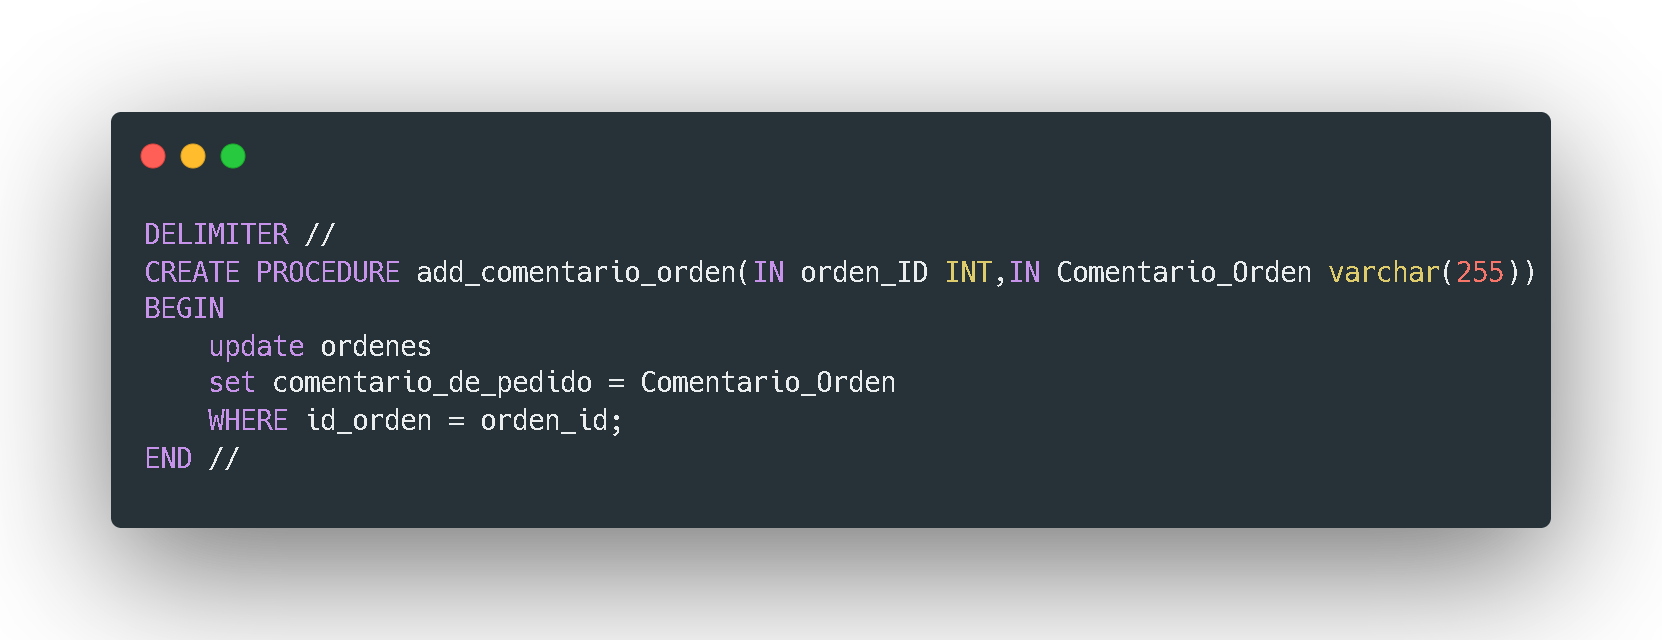 DELIMITER //
CREATE PROCEDURE add_comentario_orden(IN orden_ID INT,IN Comentario_Orden varchar(255))
BEGIN
    update ordenes
    set comentario_de_pedido = Comentario_Orden
    WHERE id_orden = orden_id;
END //